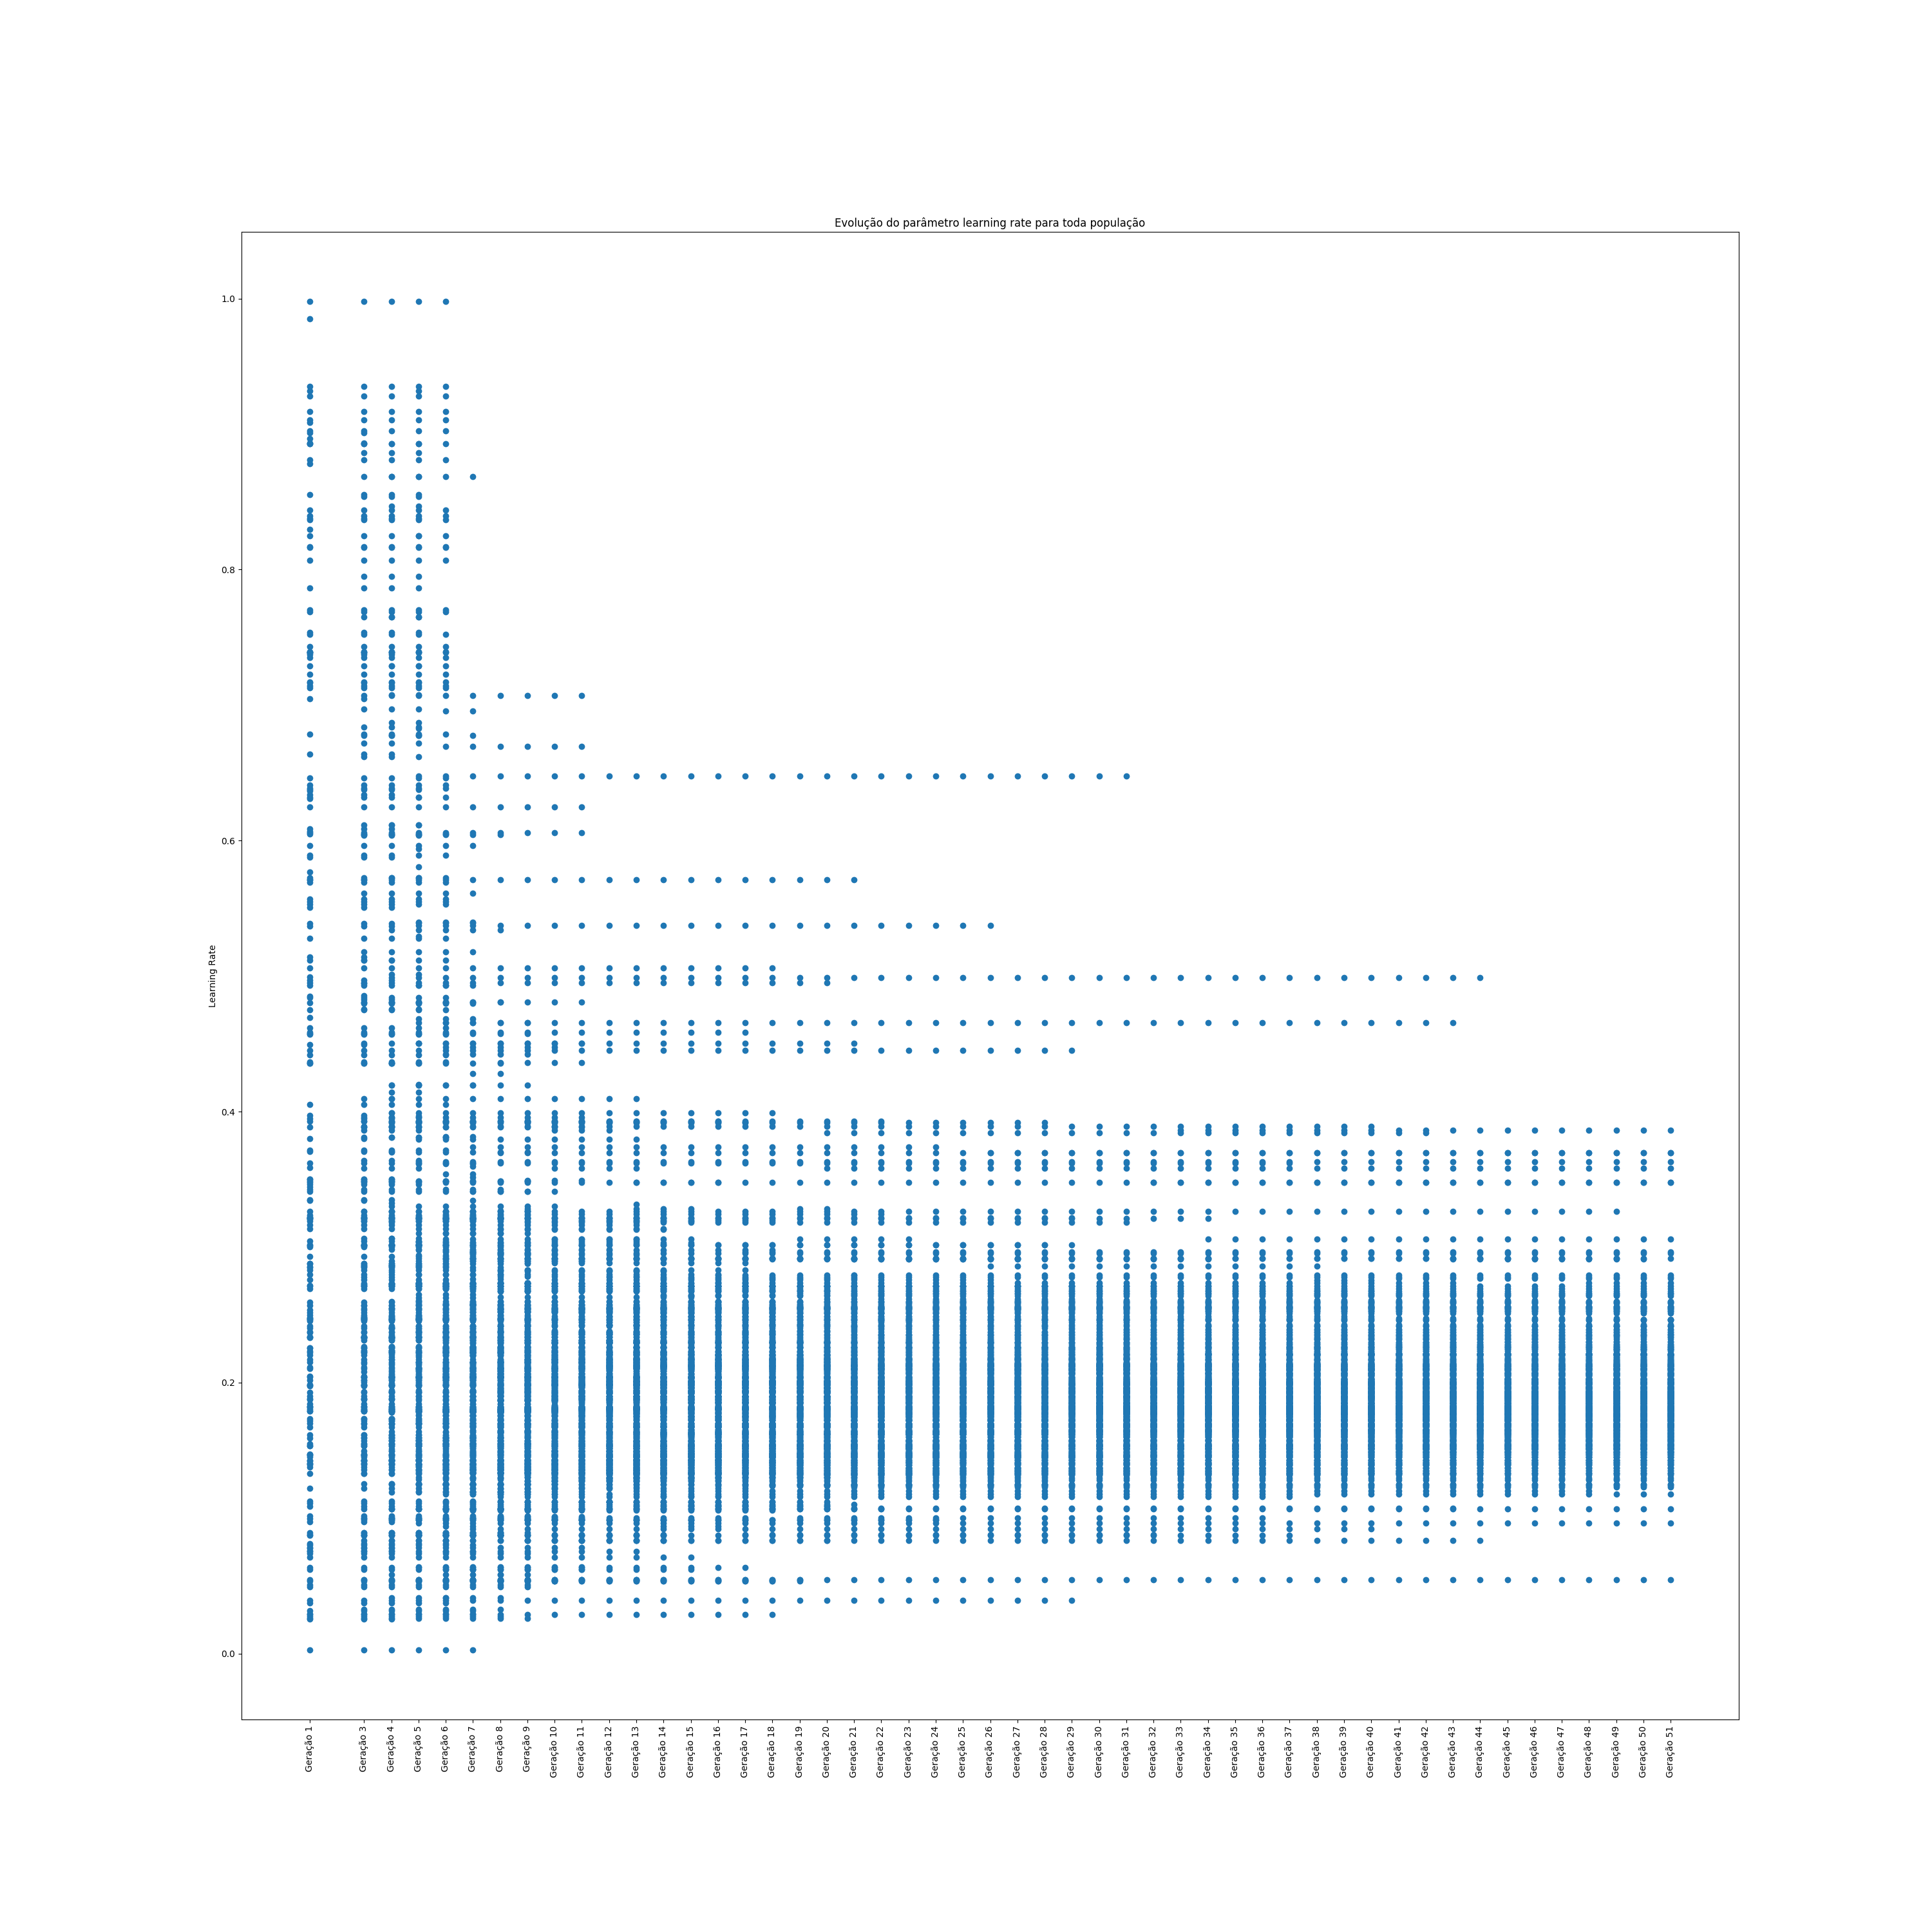 Evolução do parâmetro learning rate para toda população
1.0
0.8
0.6
0.4
0.2
0.0
Learning Rate
Geração 1
Geração 3
Geração 4
Geração 5
Geração 6
Geração 7
Geração 8
Geração 9
Geração 10
Geração 11
Geração 12
Geração 13
Geração 14
Geração 15
Geração 16
Geração 17
Geração 18
Geração 19
Geração 20
Geração 21
Geração 22
Geração 23
Geração 24
Geração 25
Geração 26
Geração 27
Geração 28
Geração 29
Geração 30
Geração 31
Geração 32
Geração 33
Geração 34
Geração 35
Geração 36
Geração 37
Geração 38
Geração 39
Geração 40
Geração 41
Geração 42
Geração 43
Geração 44
Geração 45
Geração 46
Geração 47
Geração 48
Geração 49
Geração 50
Geração 51